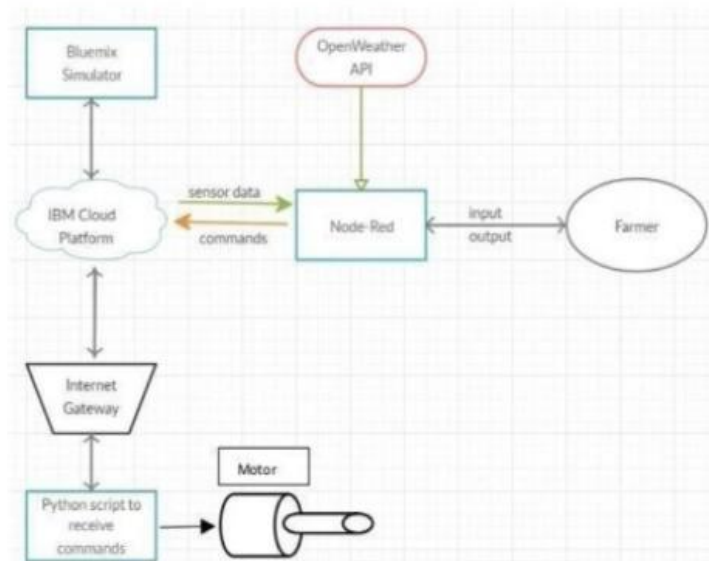 Bluemix
Simulator
OpenWeather
API
sensor data
commands
IBM Cloud
Platform
Node-Red
input
output
Farmer
Internet
Gateway
Motor
Python script to
receive
commands